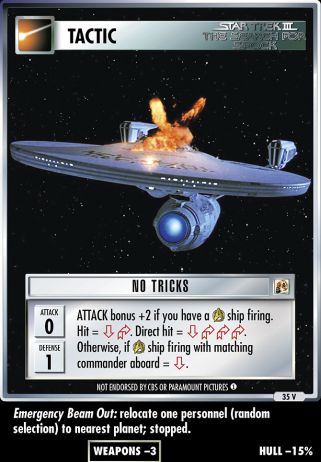 TACTIC
STAR TREK III
THE SEARCH FOR
SPOCK
NO TRICKS
ATTACK
0
DEFENSE
1
ATTACK bonus +2 if you have a ship firing.
Hit = . Direct hit = .
Otherwise, if ship firing with matching
commander aboard = .
NOT ENDORSED BY CBS OR PARAMOUNT PICTURES
35 V
Emergency Beam Out: relocate one personnel (random
selection) to nearest planet; stopped.
WEAPONS –3
HULL –15%